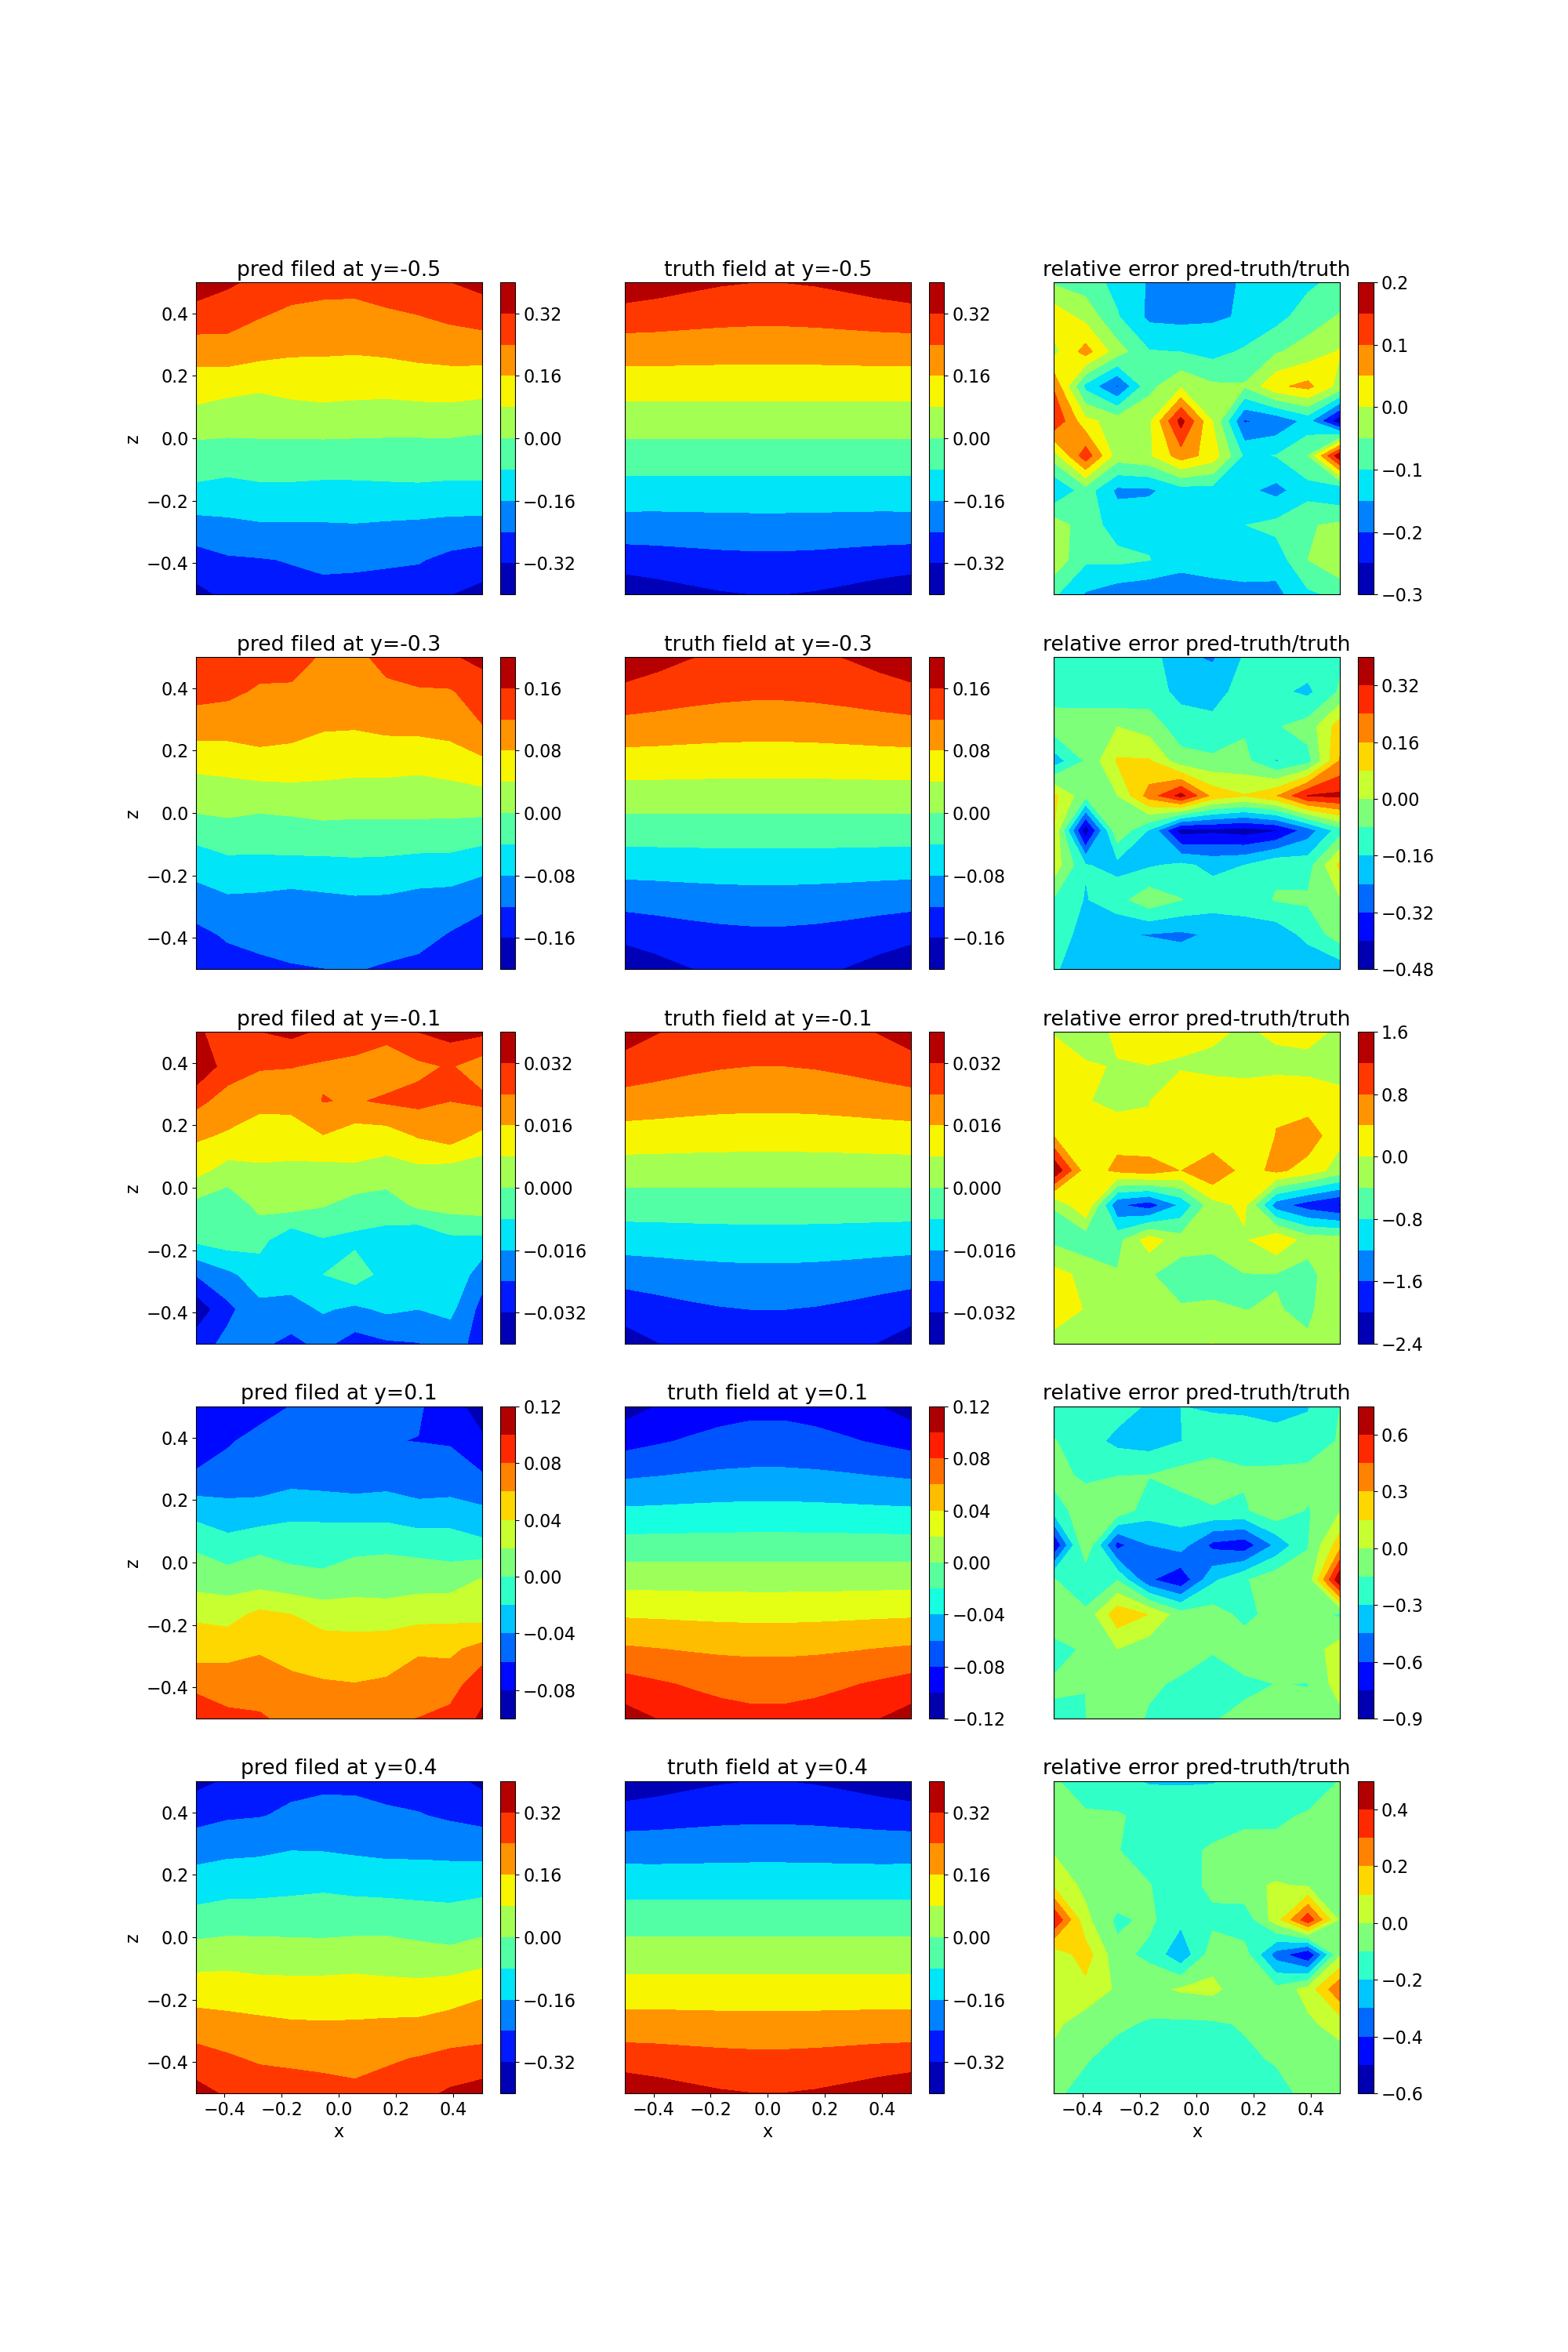 pred filed at y=-0.5 truth field at y=-0.5 relative error pred-truth/truth
z 0.4 0.2 0.0 −0.2 −0.4 0.32 0.16 0.00 −0.16 −0.32 0.32 0.16 0.00 −0.16 −0.32 0.2 0.1 0.0 −0.1 −0.2 −0.3
pred filed at y=-0.3 truth field at y=-0.3 relative error pred-truth/truth
z 0.4 0.2 0.0 −0.2 −0.4 0.16 0.08 0.00 −0.08 −0.16 0.16 0.08 0.00 −0.08 −0.16 0.32 0.16 0.00 −0.16 −0.32 −0.48
pred filed at y=-0.1 truth field at y=-0.1 relative error pred-truth/truth
z 0.4 0.2 0.0 −0.2 −0.4 0.032 0.016 0.000 −0.016 −0.032 0.032 0.016 0.000 −0.016 −0.032 1.6 0.8 0.0 −0.8 −1.6 −2.4
pred filed at y=0.1 truth field at y=0.1 relative error pred-truth/truth
z 0.4 0.2 0.0 −0.2 −0.4 0.12 0.08 0.04 0.00 −0.04 −0.08 0.12 0.08 0.04 0.00 −0.04 −0.08 −0.12 0.6 0.3 0.0 −0.3 −0.6 −0.9
pred filed at y=0.4 truth field at y=0.4 relative error pred-truth/truth
z 0.4 0.2 0.0 −0.2 −0.4 0.32 0.16 0.00 −0.16 −0.32 0.32 0.16 0.00 −0.16 −0.32 0.4 0.2 0.0 −0.2 −0.4 −0.6
−0.4 −0.2 0.0 0.2 0.4 −0.4 −0.2 0.0 0.2 0.4 −0.4 −0.2 0.0 0.2 0.4
x x x